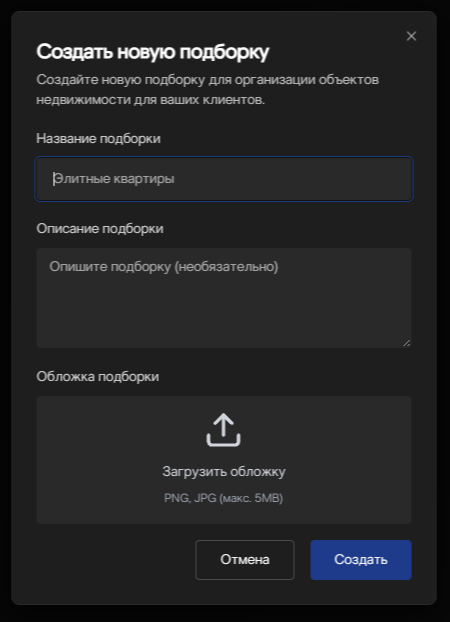 Создать новую подборку
Создайте новую подборку для организации объектов
недвижимости для ваших клиентов.
Название подборки
Элитные квартиры
Описание подборки
Опишите подборку (необязательно)
Обложка подборки
Загрузить обложку
PNG, JPG (макс. 5MB)
Отмена
Создать